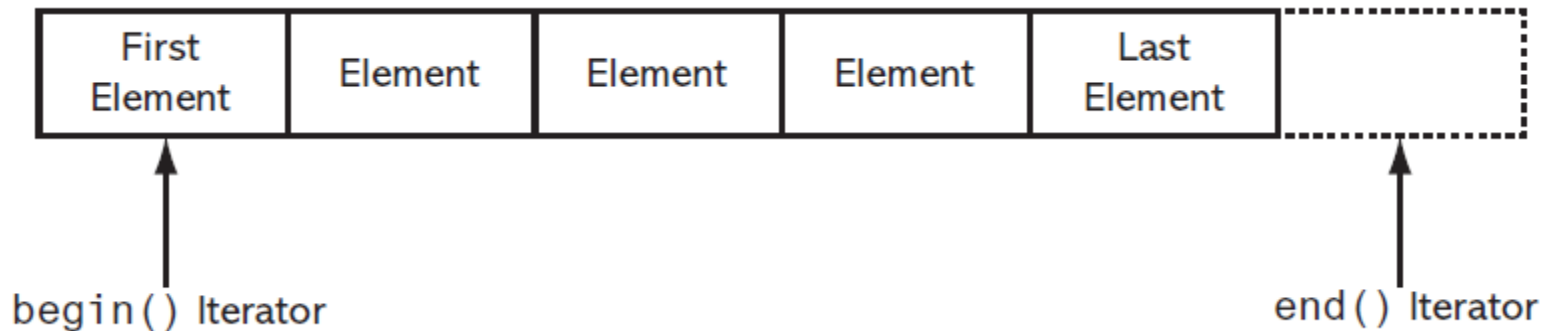 First
Element
Element
Element
Element
Last
Element
begin() Iterator
end() Iterator